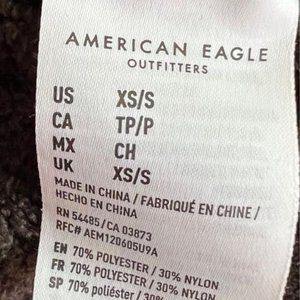 AMERICAN EAGLE
OUTFITTERS
US XS/S
CA TP/P
MX CH
UK XS/S
MADE IN CHINA / FABRIQUÉ EN CHINE /
HECHO EN CHINA
RN 54485/CA 03873
RFC# AEM120605U9A
EN 70% POLYESTER / 30% NYLON
FR 70% POLYESTER / 30% NYLON
SP 70% poliéster / 30%